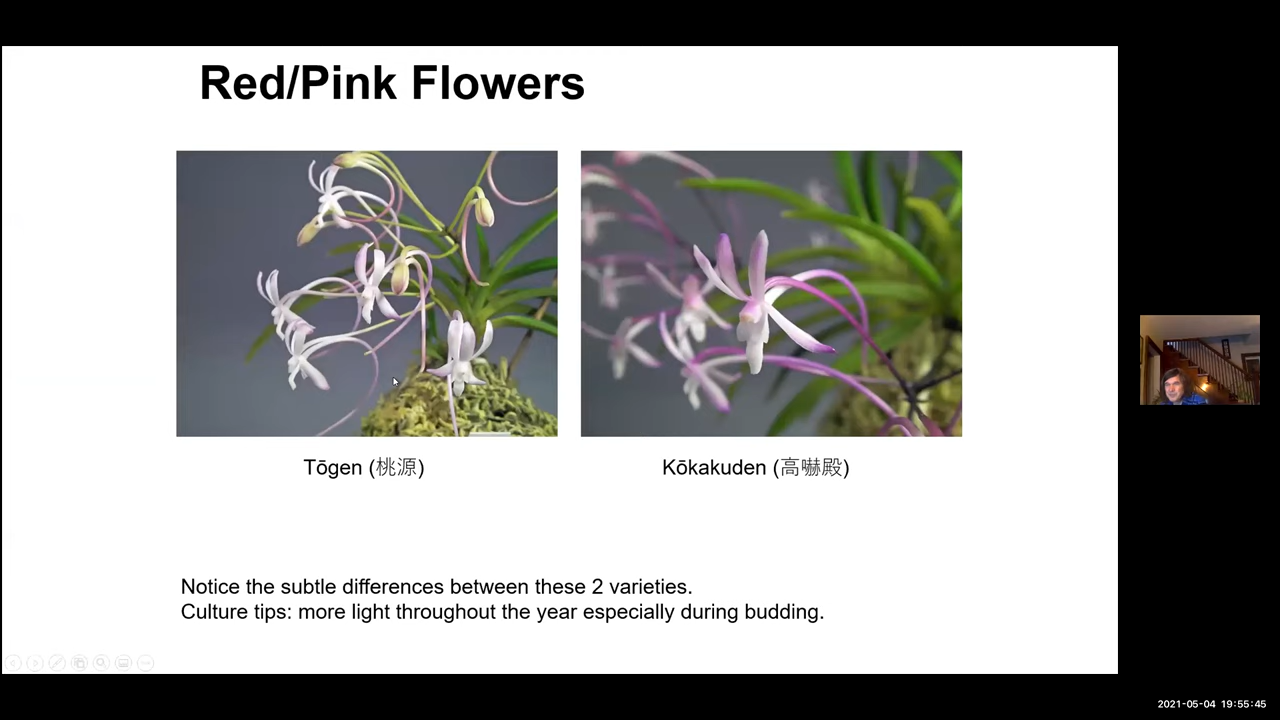 Red/Pink Flowers
Tōgen (桃源)
Kōkakuden (高嚇殿)
Notice the subtle differences between these 2 varieties.
Culture tips: more light throughout the year especially during budding.
2021-05-04 19:55:45